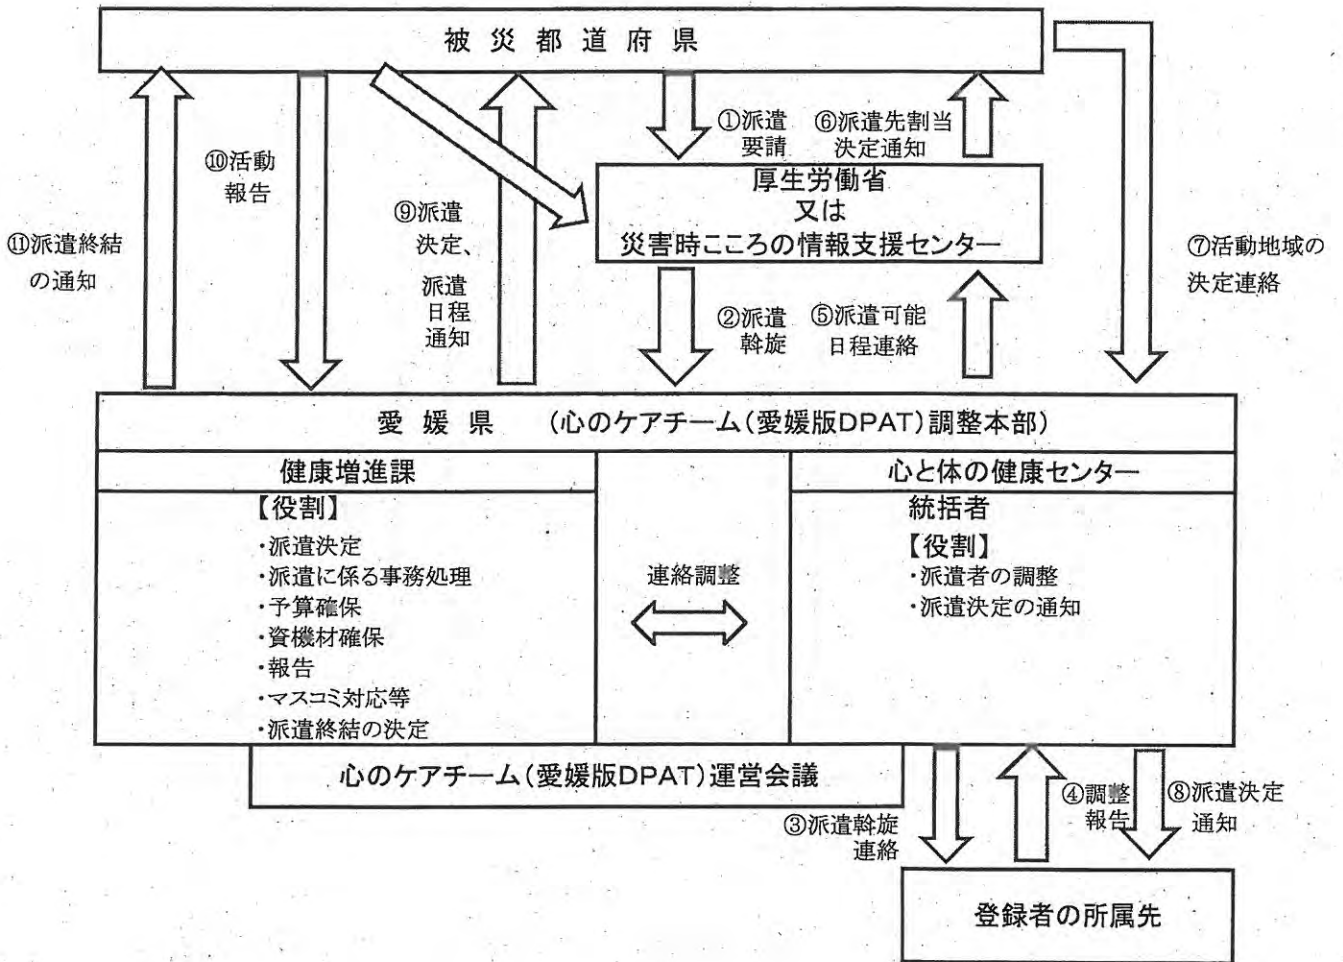 被災都道府県
①派遣
要請
⑥派遣先割当
決定通知
⑩活動
報告
厚生労働省
又は
災害時こころの情報支援センター
⑨派遣
決定、
派遣
日程
通知
⑪派遣終結
の通知
⑦活動地域の
決定連絡
②派遣
斡旋
⑤派遣可能
日程連絡
愛媛県 (心のケアチーム(愛媛版DPAT)調整本部)
健康増進課
【役割】
・派遣決定
・派遣に係る事務処理
・予算確保
・資機材確保
・報告
・マスコミ対応等
・派遣終結の決定
連絡調整
心と体の健康センター
統括者
【役割】
・派遣者の調整
・派遣決定の通知
心のケアチーム(愛媛版DPAT)運営会議
③派遣斡旋
連絡
④調整
報告
⑧派遣決定
通知
登録者の所属先